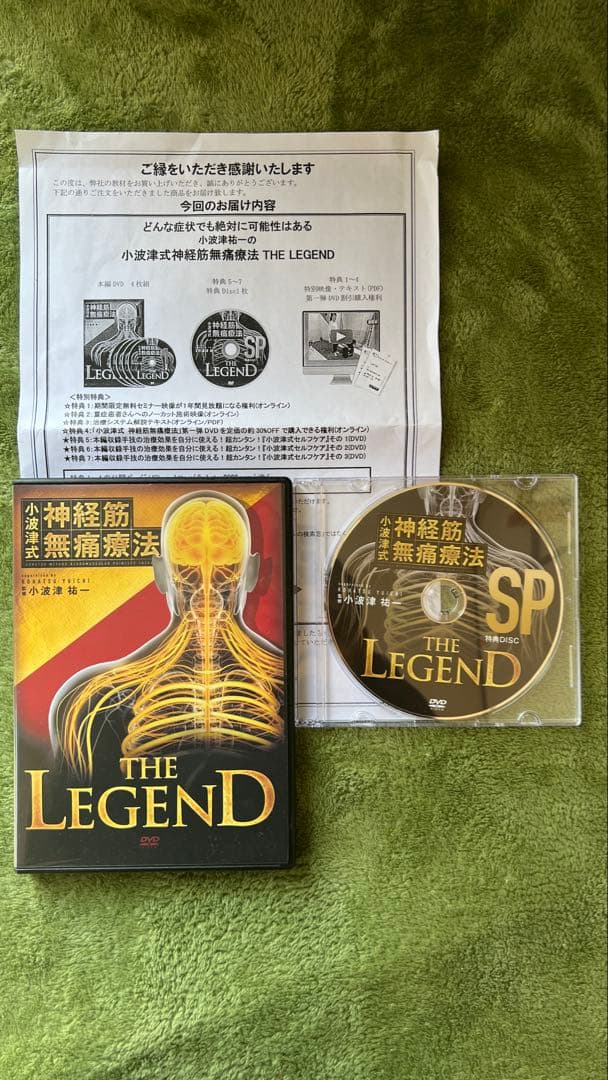 ご縁をいただき感謝いたします
この度は、弊社の教材をお買い上げいただき、誠にありがとうございます。
下記の通りご注文をいただきました商品をお届け致します。
今回のお届け内容
どんな症状でも絶対に可能性はある
小波津祐一の
小波津式神経筋無痛療法 THE LEGEND
本編DVD 4枚組
特典5~7
特典Disc1枚
特典1~4
特別映像・テキスト(PDF)
第一弾DVD割引購入権利
神経筋
無痛療法
LEGEND
SP
THE
LEGEND
<特別特典>
☆特典1:期間限定無料セミナー映像が1年間見放題になる権利(オンライン)
☆特典2:重症患者さんへのノーカット施術映像(オンライン)
☆特典3:治療システム解説テキスト(オンライン/PDF)
☆特典4:「小波津式 神経筋無痛療法」第一弾DVDを定価の約30%OFFで購入できる権利(オンライン)
★特典5:本編収録手技の治療効果を自分に使える!超カンタン!『小波津式セルフケア』その1(DVD)
★特典6:本編収録手技の治療効果を自分に使える!超カンタン!『小波津式セルフケア』その2(DVD)
★特典7:本編収録手技の治療効果を自分に使える!超カンタン!『小波津式セルフケア』その3(DVD)
小波津式
神経筋
無痛療法
supervised by
KOHATSU YUICHI
監修 小波津 祐一
THE
LEGEND
DVD
小波津式
神経筋
無痛療法
supervised by
KOHATSU YUICHI
監修 小波津 祐一
SP
特典DISC
THE
LEGEND
DVD